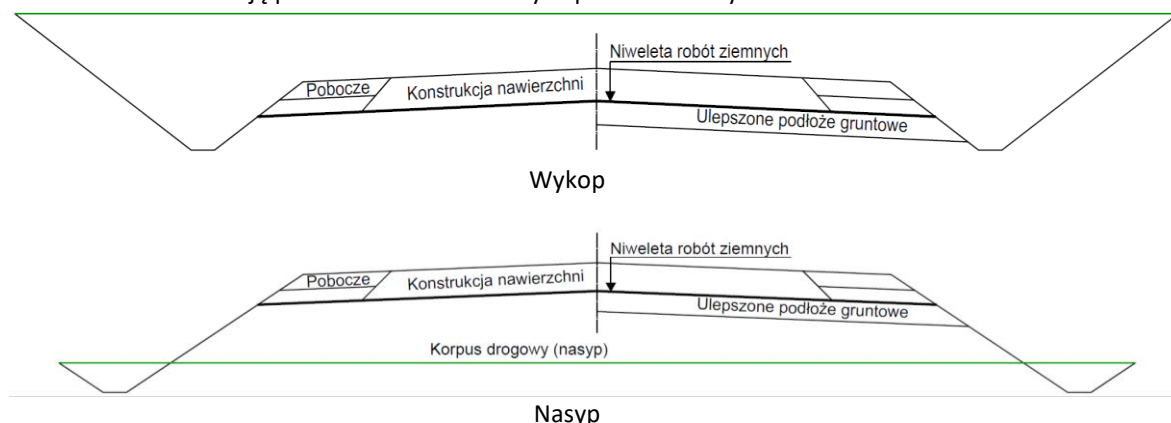 Niweleta robót ziemnych
Pobocze
Konstrukcja nawierzchni
Ulepszone podłoże gruntowe
Wykop
Niweleta robót ziemnych
Pobocze
Konstrukcja nawierzchni
Ulepszone podłoże gruntowe
Korpus drogowy (nasyp)
Nasyp